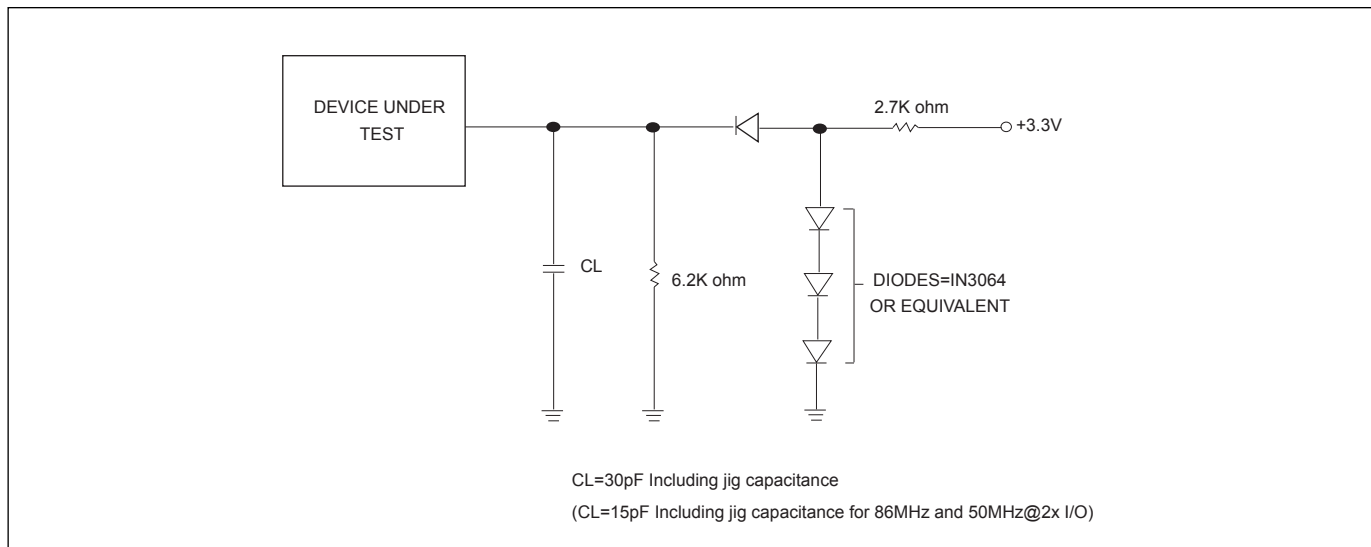 DEVICE UNDER
TEST
2.7K ohm
+3.3V
CL
6.2K ohm
DIODES=IN3064
OR EQUIVALENT
CL=30pF Including jig capacitance
(CL=15pF Including jig capacitance for 86MHz and 50MHz@2x I/O)